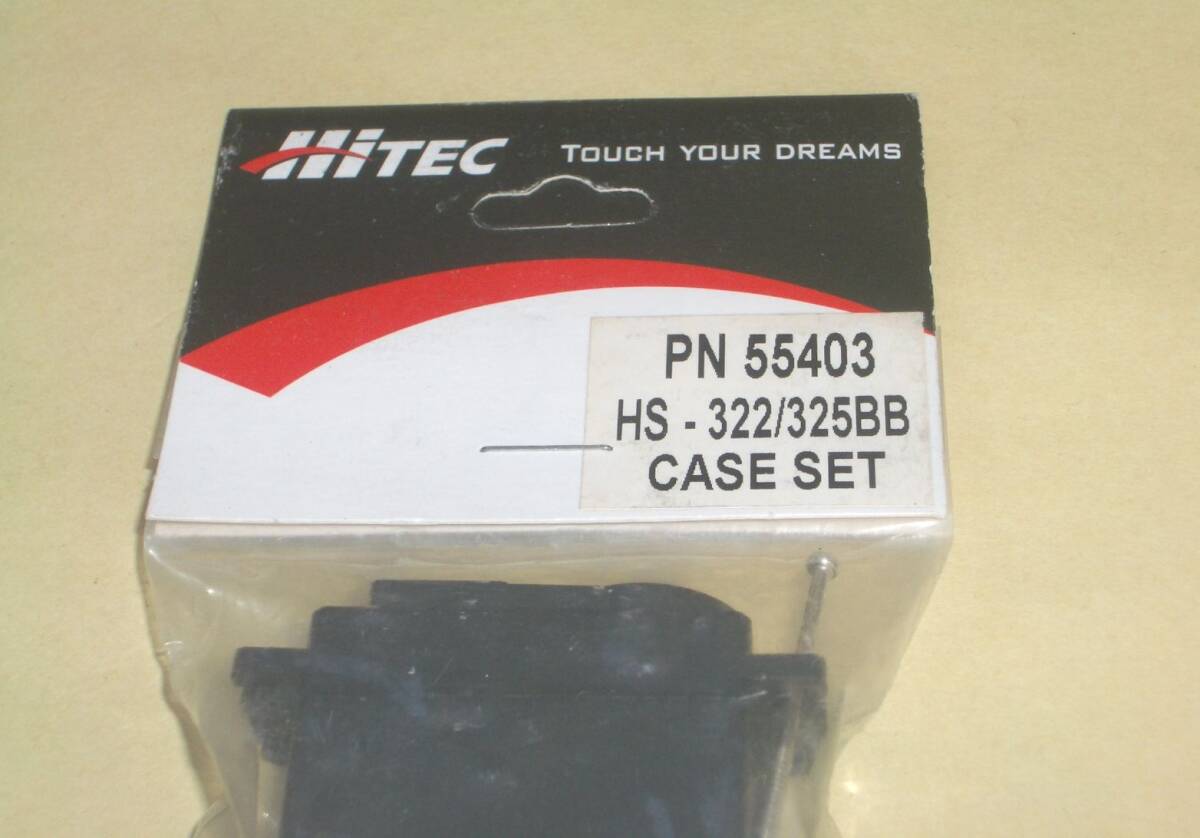 HiTEC
TOUCH YOUR DREAMS
PN 55403
HS - 322/325BB
CASE SET